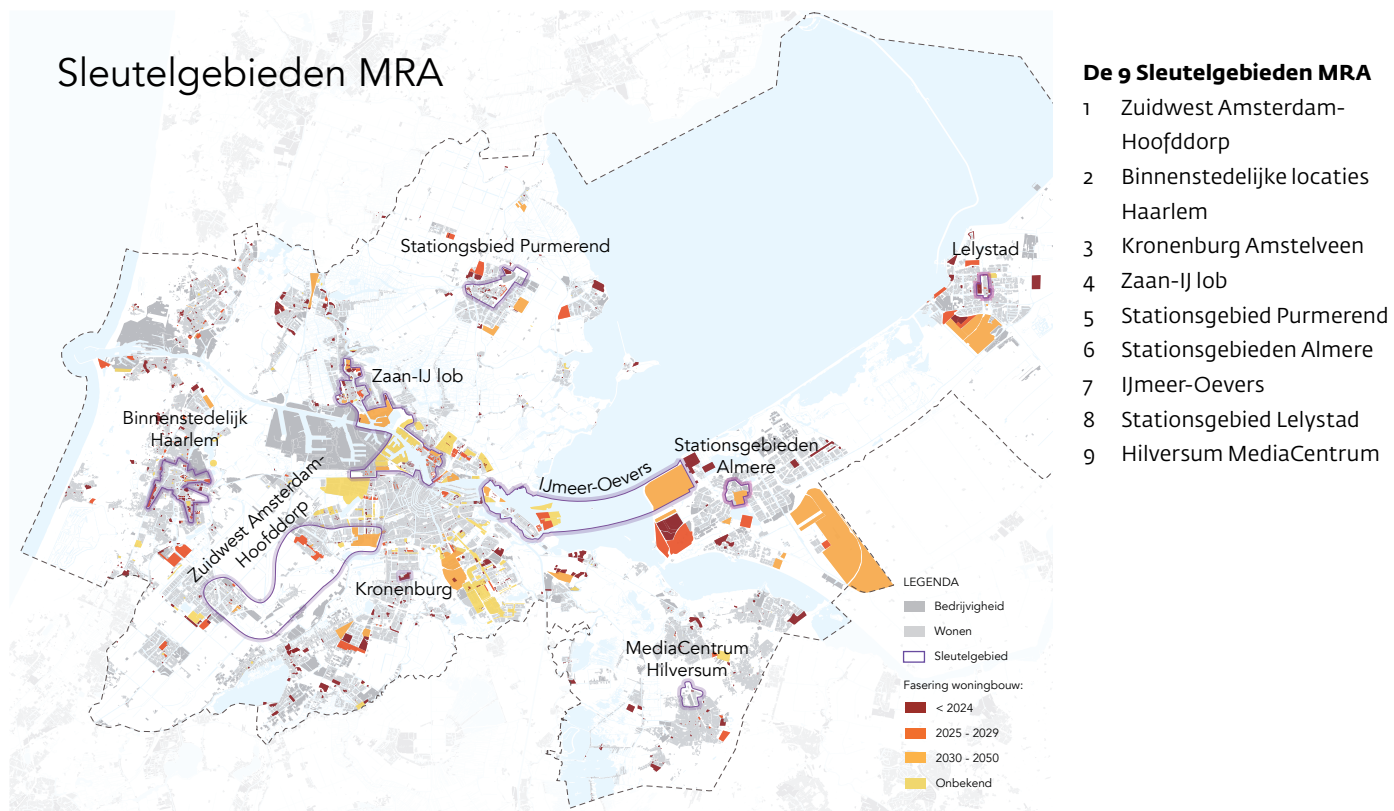 Sleutelgebieden MRA
Stationgsbied Purmerend
Lelystad
Zaan-IJ lob
Binnenstedelijk
Haarlem
Stationsgebieden
Almere
IJmeer-Oevers
Zuidwest Amsterdam-
Hoofddorp
Kronenburg
MediaCentrum
Hilversum
LEGENDA
Bedrijvigheid
Wonen
Sleutelgebied
Fasering woningbouw:
< 2024
2025 - 2029
2030 - 2050
Onbekend
De 9 Sleutelgebieden MRA
1 Zuidwest Amsterdam-
Hoofddorp
2 Binnenstedelijke locaties
Haarlem
3 Kronenburg Amstelveen
4 Zaan-IJ lob
5 Stationsgebied Purmerend
6 Stationsgebieden Almere
7 IJmeer-Oevers
8 Stationsgebied Lelystad
9 Hilversum MediaCentrum